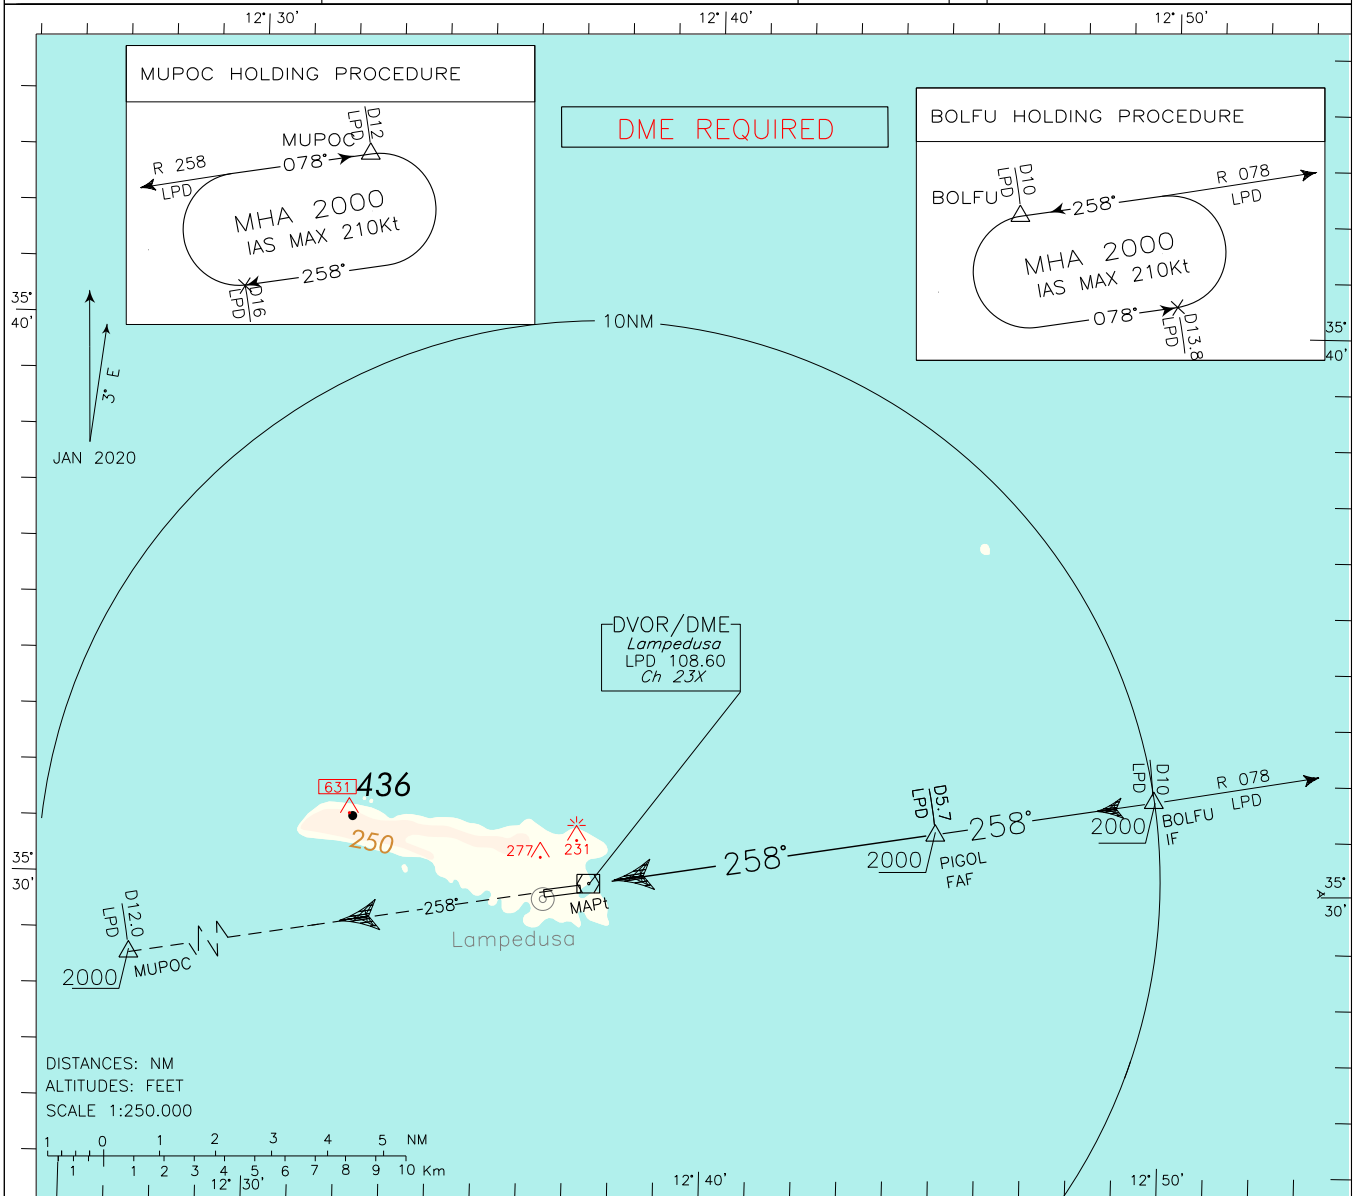 12° 30'
12° 40'
12° 50'
MUPOC HOLDING PROCEDURE
D12
LPD
MUPOC
R 258
LPD
078°
MHA 2000
IAS MAX 210Kt
258°
D16
LPD
DME REQUIRED
BOLFU HOLDING PROCEDURE
D10
LPD
BOLFU
R 078
LPD
258°
MHA 2000
IAS MAX 210Kt
078°
D13.8
LPD
35°
40'
35°
40'
10NM
3° E
JAN 2020
DVOR/DME
Lampedusa
LPD 108.60
Ch 23X
631
436
250
277
231
D10
LPD
R 078
LPD
BOLFU
IF
2000
D5.7
LPD
258°
PIGOL
FAF
2000
258°
35°
30'
35°
30'
MAPt
258°
Lampedusa
D12.0
LPD
MUPOC
2000
DISTANCES: NM
ALTITUDES: FEET
SCALE 1:250.000
1 0 1 2 3 4 5 NM
1 1 2 3 4 5 6 7 8 9 10 Km
12° 30'
12° 40'
12° 50'